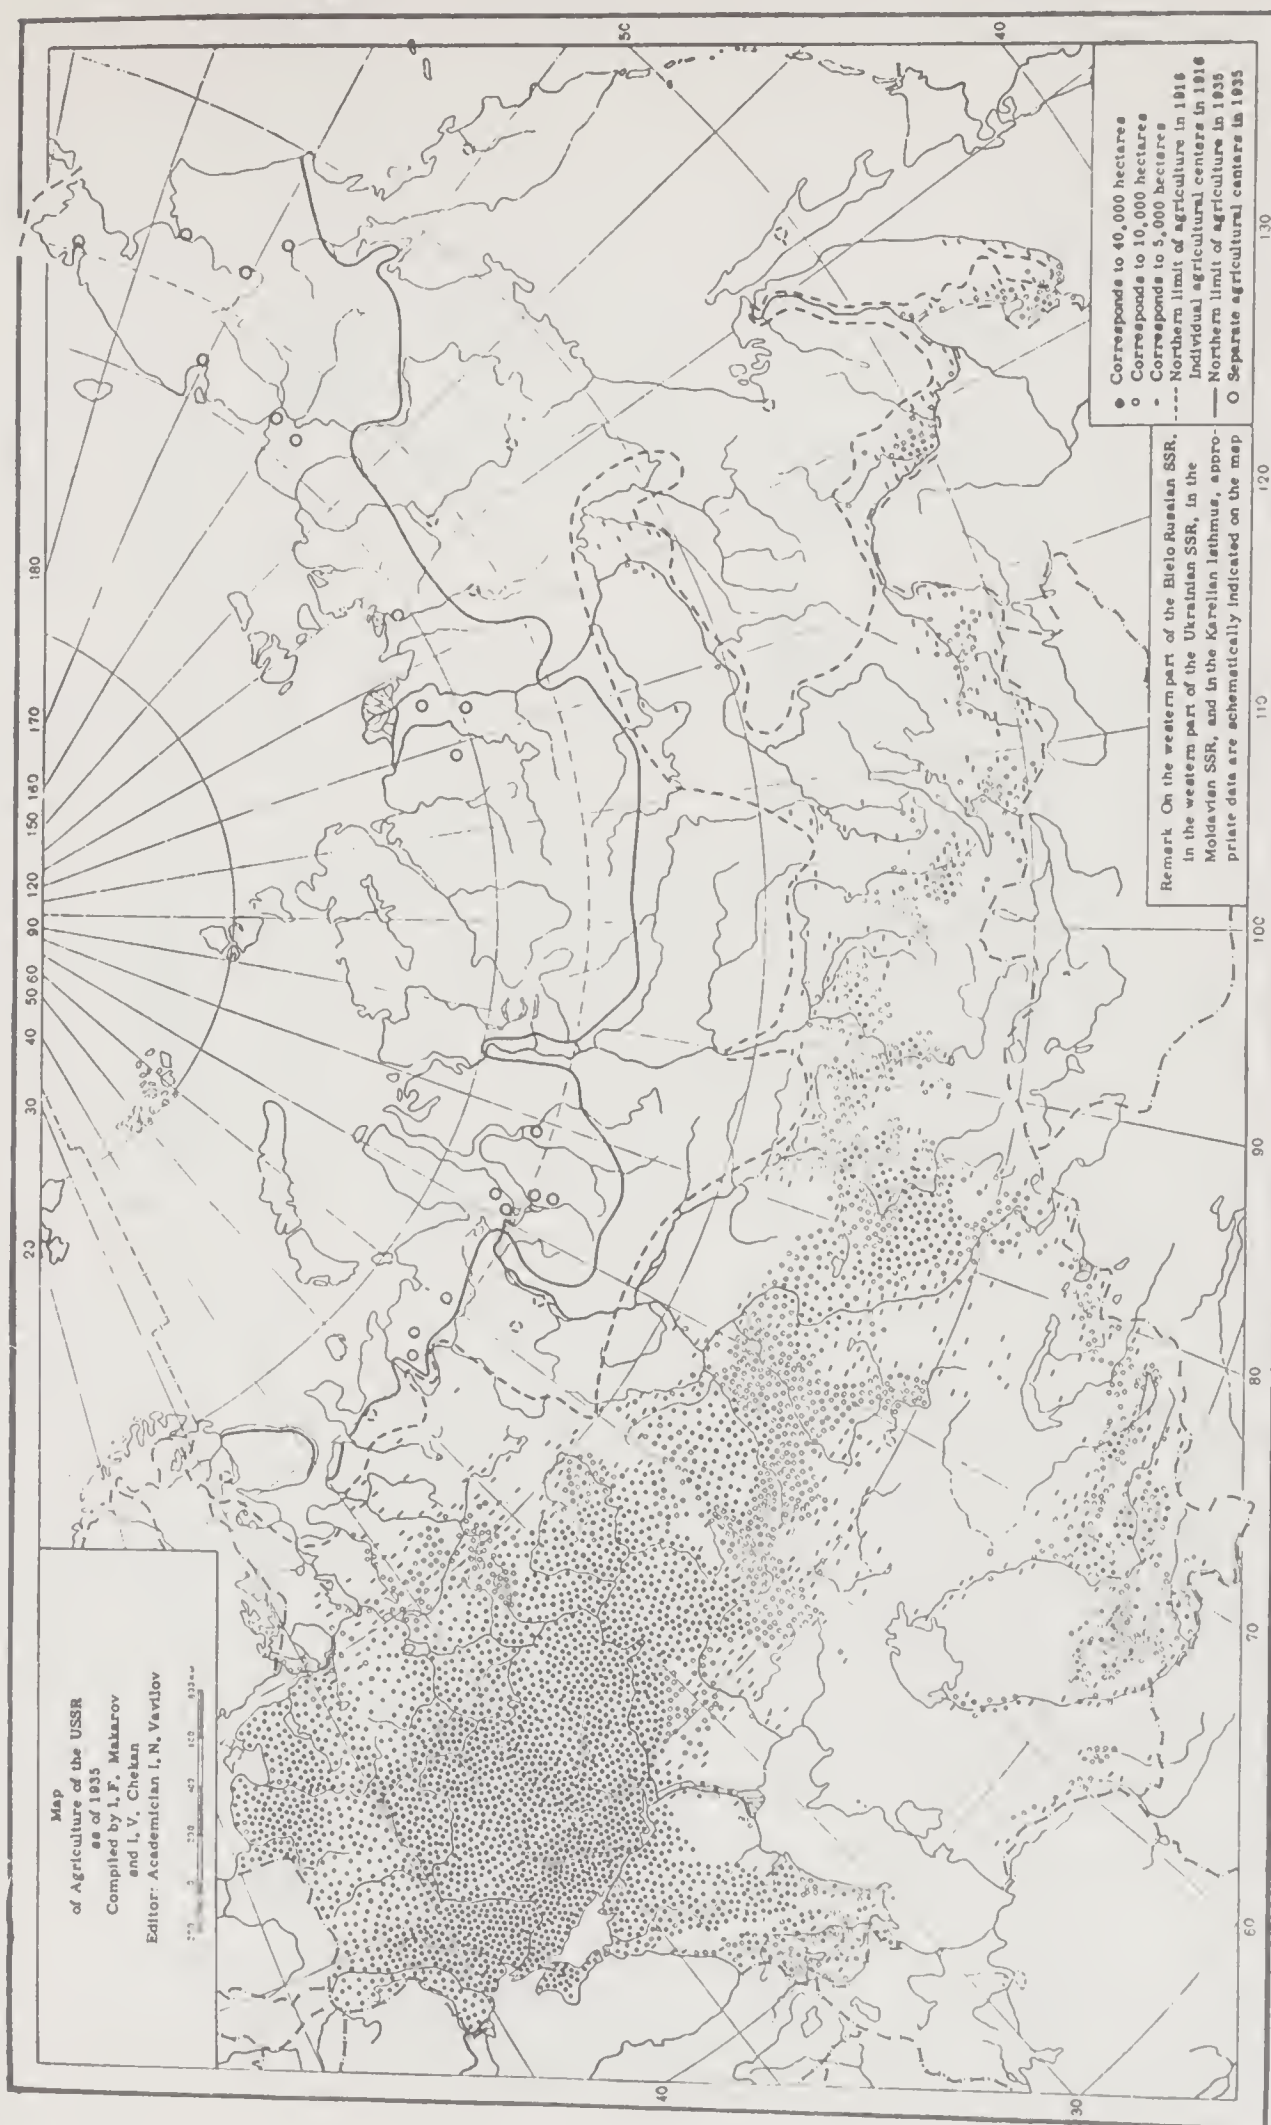 Map
of Agriculture of the USSR
as of 1935
Compiled by I. F. Makarov
and I. V. Chekan
Editor: Academician I. N. Vavilov
20
30
40
50
60
90
120
150
160
170
180
50
40
40
30
60
70
80
90
100
110
120
130
Remark On the western part of the Bielo Russian SSR,
in the western part of the Ukrainian SSR, in the
Moldavian SSR, and in the Karelian Isthmus, appro-
priate data are schematically indicated on the map
Corresponds to 40,000 hectares
Corresponds to 10,000 hectares
Corresponds to 5,000 hectares
Northern limit of agriculture in 1916
Individual agricultural centers in 1916
Northern limit of agriculture in 1935
Separate agricultural centers in 1935